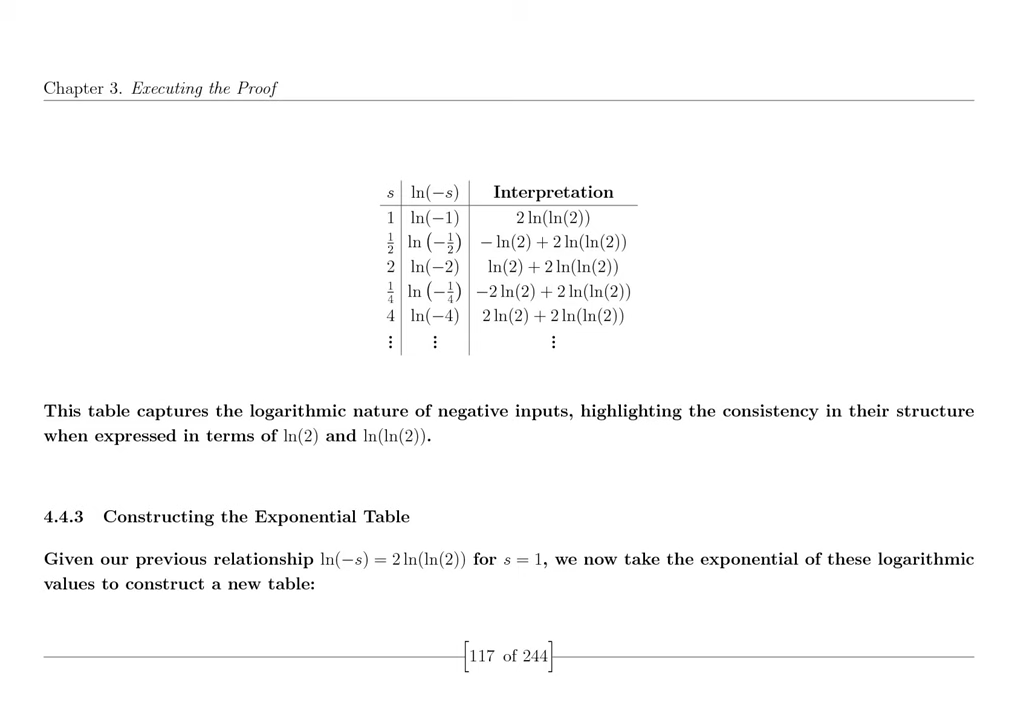 Chapter 3. Executing the Proof
s ln(−s) Interpretation
1 ln(−1) 2 ln(ln(2))
1/2 ln(−1/2) − ln(2) + 2 ln(ln(2))
2 ln(−2) ln(2) + 2 ln(ln(2))
1/4 ln(−1/4) −2 ln(2) + 2 ln(ln(2))
4 ln(−4) 2 ln(2) + 2 ln(ln(2))
⋮ ⋮ ⋮
This table captures the logarithmic nature of negative inputs, highlighting the consistency in their structure
when expressed in terms of ln(2) and ln(ln(2)).
4.4.3 Constructing the Exponential Table
Given our previous relationship ln(−s) = 2 ln(ln(2)) for s = 1, we now take the exponential of these logarithmic
values to construct a new table:
[117 of 244]